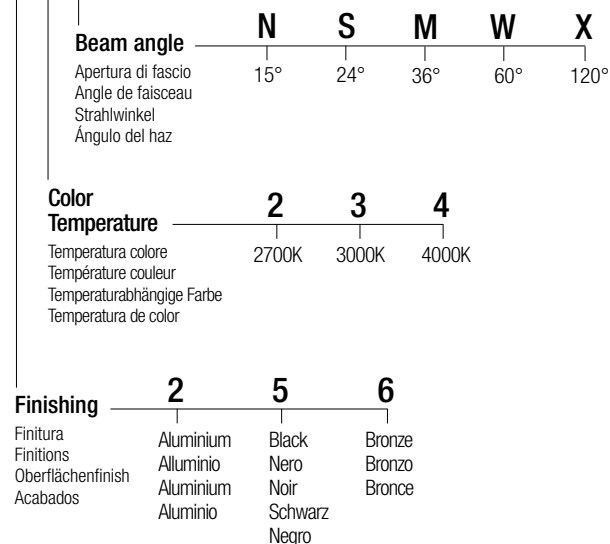 N S M W X
Beam angle
15° 24° 36° 60° 120°
Apertura di fascio
Angle de faisceau
Strahlwinkel
Ángulo del haz
Color
Temperature
2 3 4
2700K 3000K 4000K
Temperatura colore
Température couleur
Temperaturabhängige Farbe
Temperatura de color
Finishing
2 5 6
Finitura
Finitions
Oberflächenfinish
Acabados
Aluminium
Alluminio
Aluminium
Aluminio
Black
Nero
Noir
Schwarz
Negro
Bronze
Bronzo
Bronce